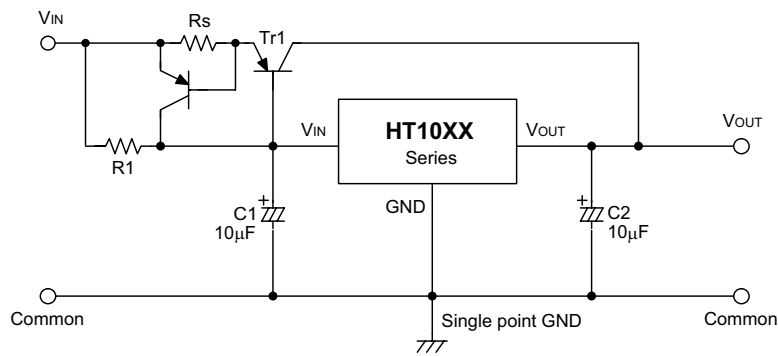 VIN
Rs
Tr1
R1
VIN
HT10XX
Series
VOUT
VOUT
GND
C1
10μF
C2
10μF
Common
Single point GND
Common